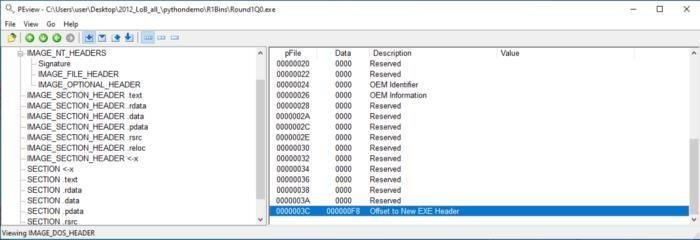 PEview - C:\Users\user\Desktop\2012_LoB_all_\pythondemo\R1Bins\Round1Q0.exe
File View Go Help
IMAGE_NT_HEADERS
Signature
IMAGE_FILE_HEADER
IMAGE_OPTIONAL_HEADER
IMAGE_SECTION_HEADER .text
IMAGE_SECTION_HEADER .rdata
IMAGE_SECTION_HEADER .data
IMAGE_SECTION_HEADER .pdata
IMAGE_SECTION_HEADER .rsrc
IMAGE_SECTION_HEADER .reloc
IMAGE_SECTION_HEADER <-x
SECTION <-x
SECTION .text
SECTION .rdata
SECTION .data
SECTION .pdata
SECTION .rsrc
pFile Data Description Value
00000020 0000 Reserved
00000022 0000 Reserved
00000024 0000 OEM Identifier
00000026 0000 OEM Information
00000028 0000 Reserved
0000002A 0000 Reserved
0000002C 0000 Reserved
0000002E 0000 Reserved
00000030 0000 Reserved
00000032 0000 Reserved
00000034 0000 Reserved
00000036 0000 Reserved
00000038 0000 Reserved
0000003A 0000 Reserved
0000003C 000000F8 Offset to New EXE Header
Viewing IMAGE_DOS_HEADER